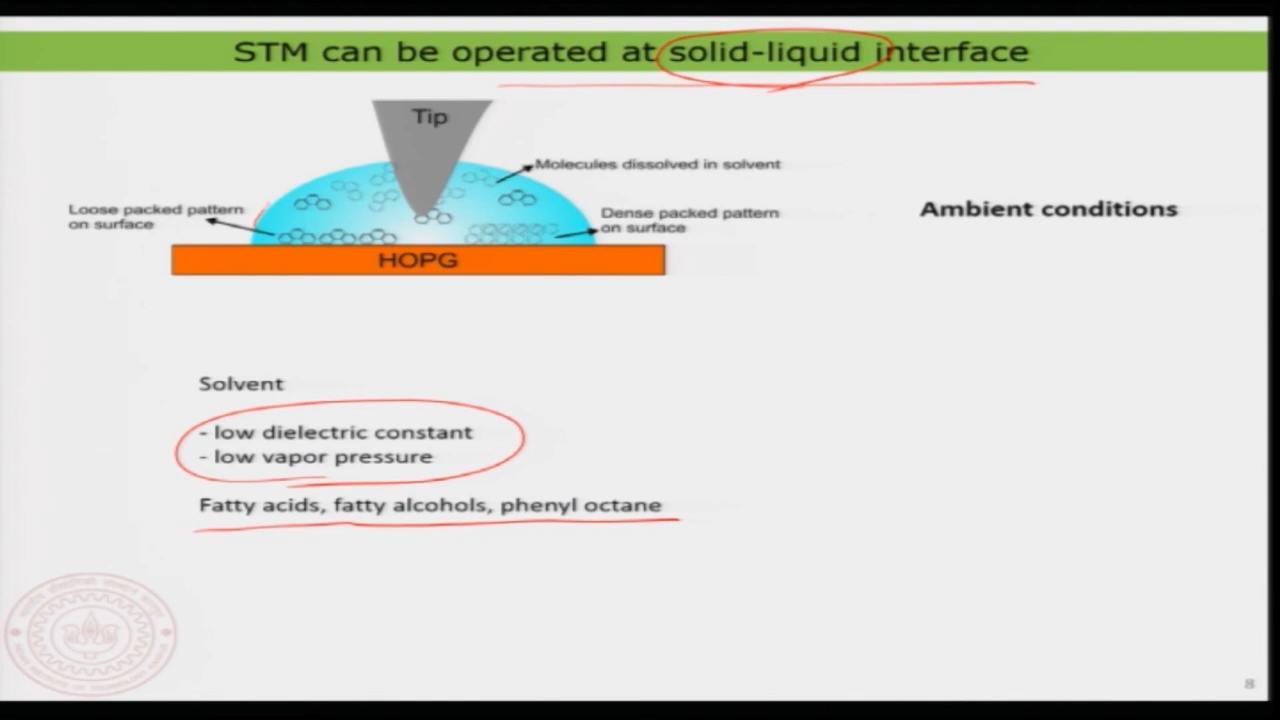 STM can be operated at solid-liquid interface
Tip
Molecules dissolved in solvent
Loose packed pattern
on surface
Dense packed pattern
on surface
Ambient conditions
HOPG
Solvent
- low dielectric constant
- low vapor pressure
Fatty acids, fatty alcohols, phenyl octane
8